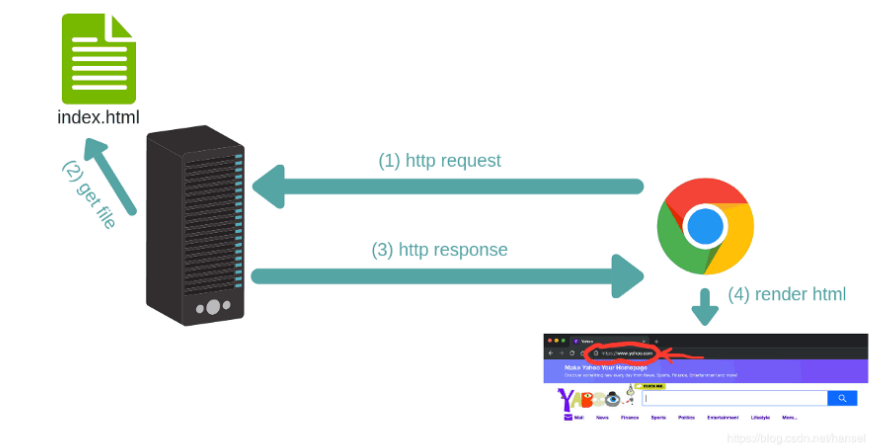 index.html
(1) http request
(2) get file
(3) http response
(4) render html
Yahoo
https://www.yahoo.com
Make Yahoo Your Homepage
Discover something new every day from News, Sports, Finance, Entertainment and more!
YAHOO
Mail News Finance Sports Politics Entertainment Lifestyle More...
https://blog.csdn.net/hansel